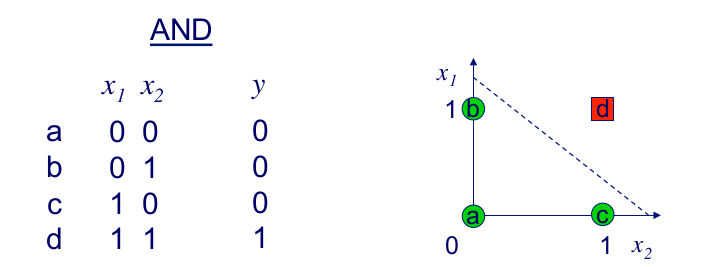 AND
x1 x2 y
a 0 0 0
b 0 1 0
c 1 0 0
d 1 1 1
x1
1 b d
a c
0 1 x2